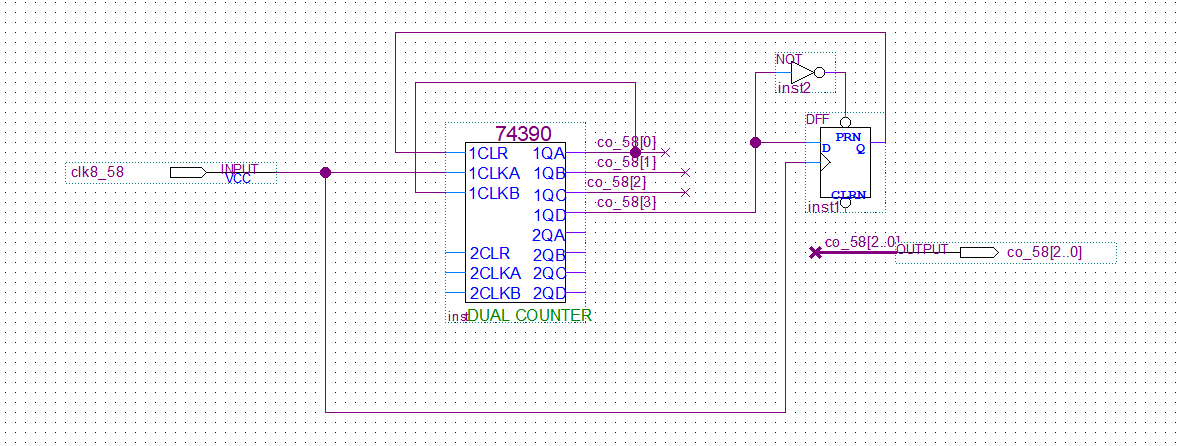 NOT
inst2
DFF
PRN
D
Q
CLRN
inst1
74390
1CLR
1QA
co_58[0]
1CLKA
1QB
co_58[1]
1CLKB
1QC
co_58[2]
1QD
co_58[3]
2QA
2CLR
2QB
2CLKA
2QC
2CLKB
2QD
inst
DUAL COUNTER
clk8_58
INPUT
VCC
co_58[2..0]
OUTPUT
co_58[2..0]